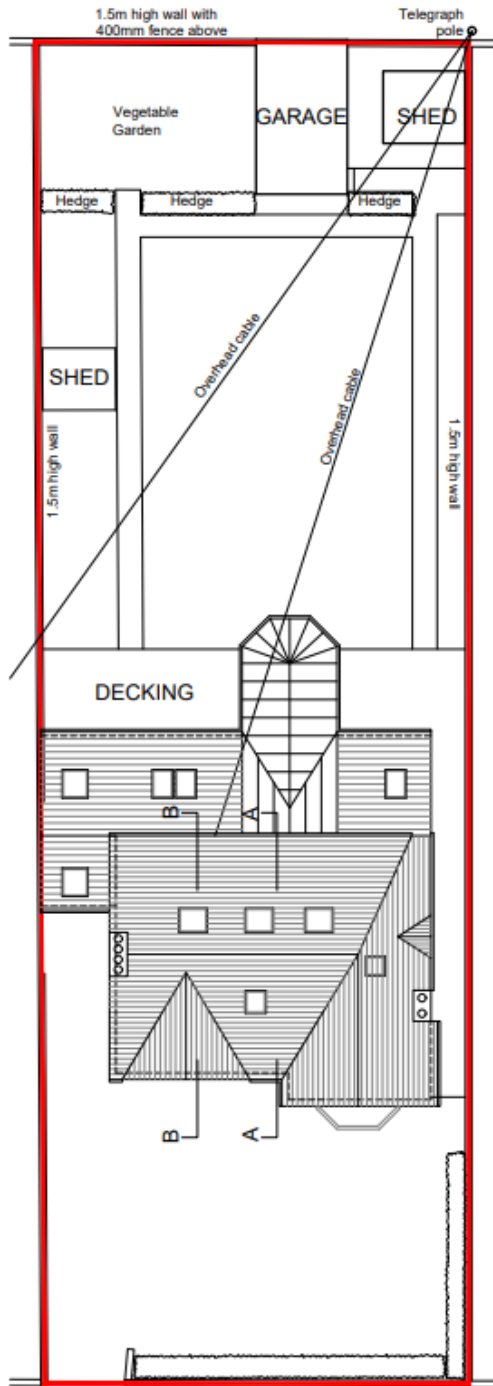 1.5m high wall with
400mm fence above
Telegraph
pole
Vegetable
Garden
GARAGE
SHED
Hedge
Hedge
Hedge
Overhead cable
Overhead cable
SHED
1.5m high wall
1.5m high wall
DECKING
B
A
B
A